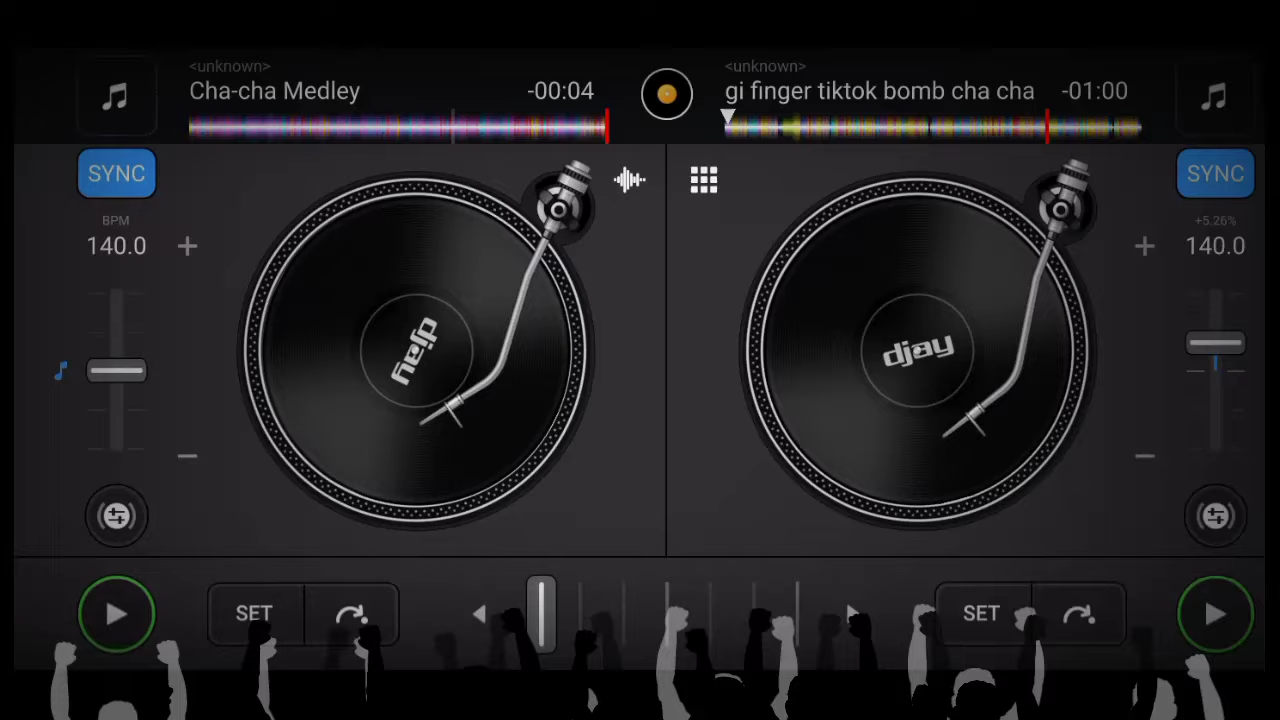 <unknown>
Cha-cha Medley
-00:04
<unknown>
gi finger tiktok bomb cha cha
-01:00
SYNC
SYNC
BPM
140.0
+5.26%
140.0
djay
djay
SET
SET